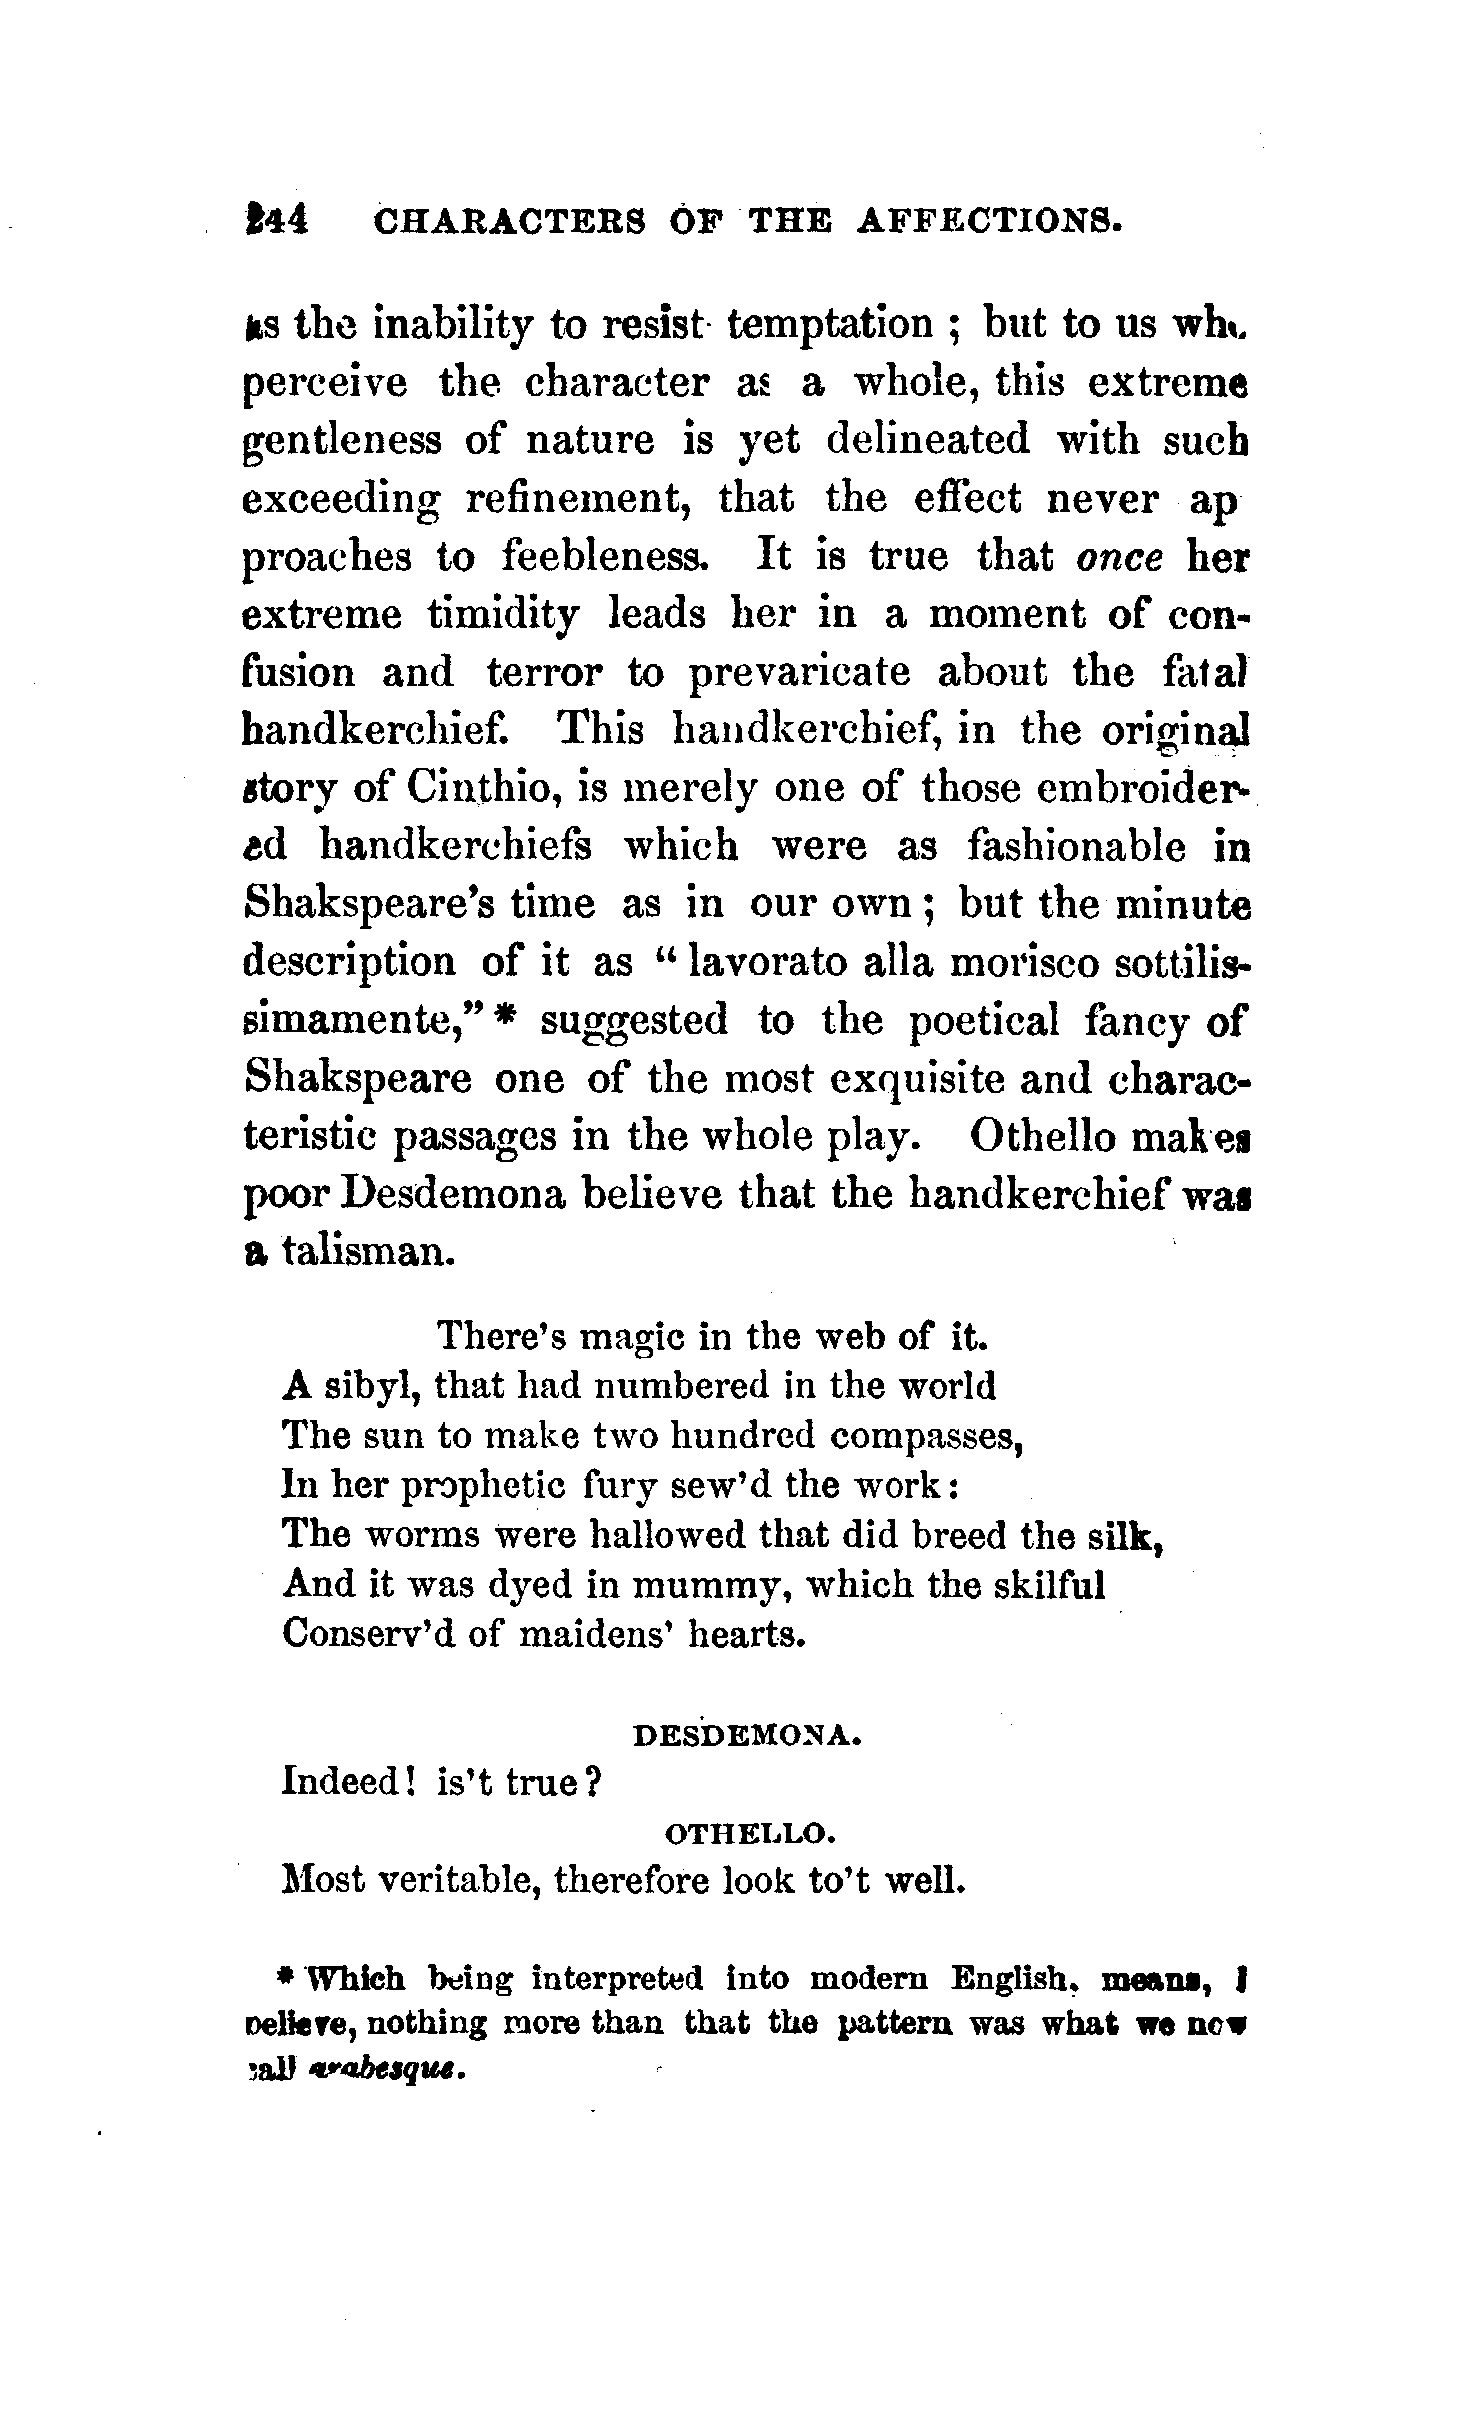 244 CHARACTERS OF THE AFFECTIONS.
as the inability to resist temptation ; but to us who
perceive the character as a whole, this extreme
gentleness of nature is yet delineated with such
exceeding refinement, that the effect never ap
proaches to feebleness. It is true that once her
extreme timidity leads her in a moment of con-
fusion and terror to prevaricate about the fatal
handkerchief. This handkerchief, in the original
story of Cinthio, is merely one of those embroider-
ed handkerchiefs which were as fashionable in
Shakspeare's time as in our own ; but the minute
description of it as " lavorato alla morisco sottilis-
simamente," * suggested to the poetical fancy of
Shakspeare one of the most exquisite and charac-
teristic passages in the whole play. Othello makes
poor Desdemona believe that the handkerchief was
a talisman.
There's magic in the web of it.
A sibyl, that had numbered in the world
The sun to make two hundred compasses,
In her prophetic fury sew'd the work:
The worms were hallowed that did breed the silk,
And it was dyed in mummy, which the skilful
Conserv'd of maidens' hearts.
DESDEMONA.
Indeed! is't true?
OTHELLO.
Most veritable, therefore look to't well.
* Which being interpreted into modern English, means, I
believe, nothing more than that the pattern was what we now
call arabesque.